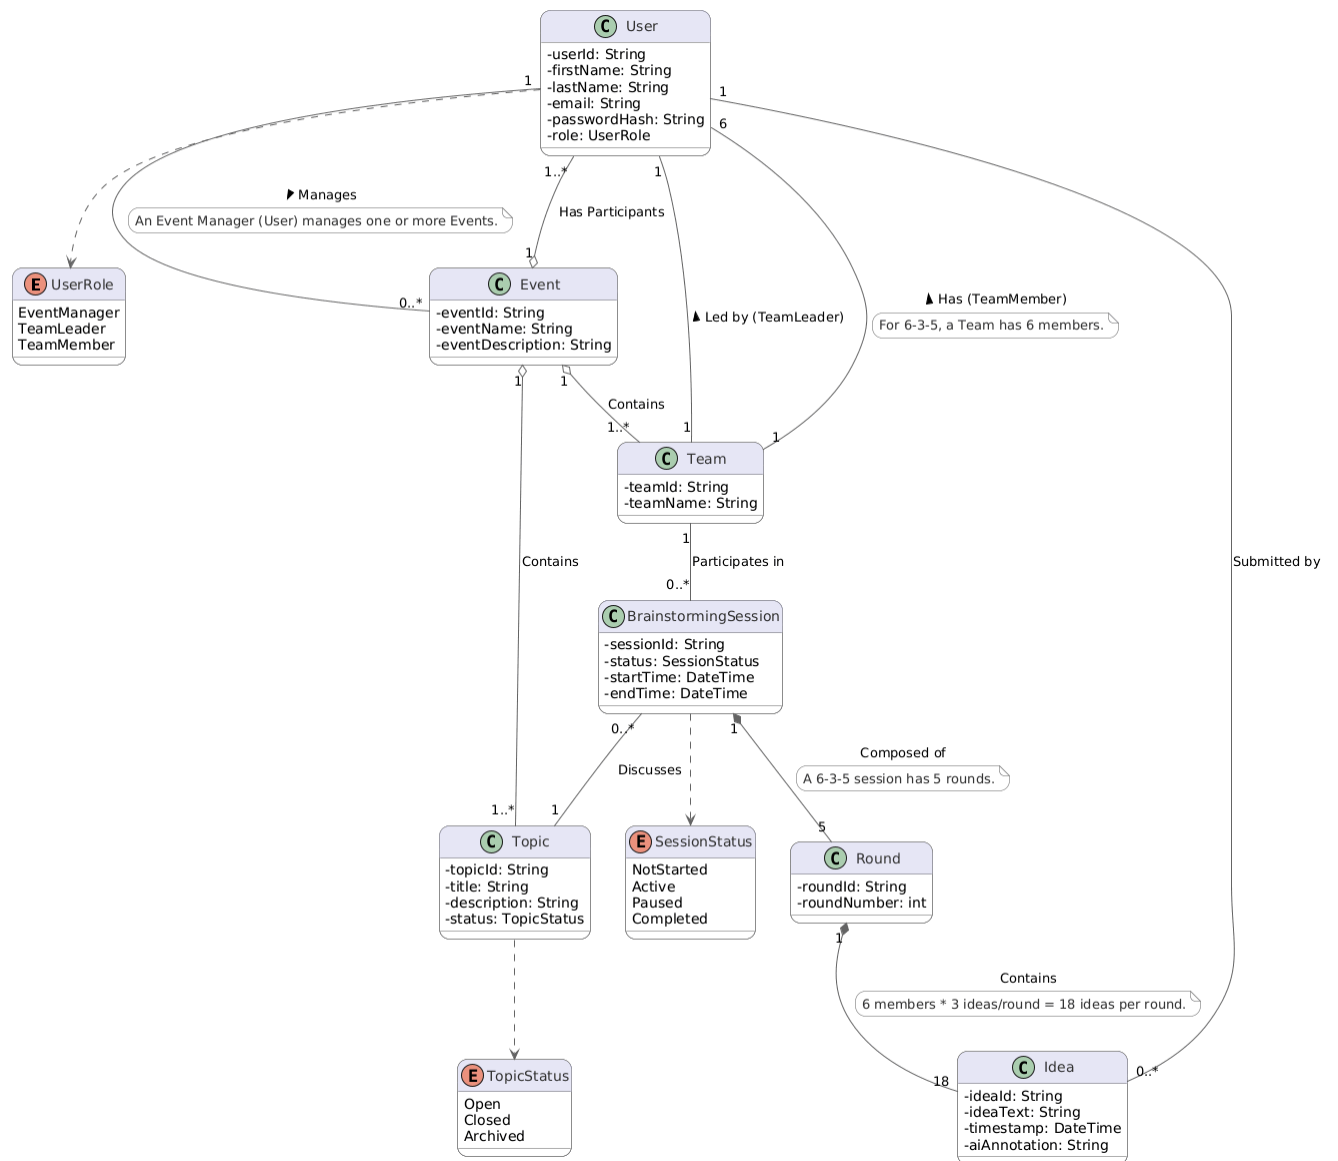 C User
-userId: String
-firstName: String
-lastName: String
-email: String
-passwordHash: String
-role: UserRole
1
1
6
1..*
1
Manages
An Event Manager (User) manages one or more Events.
Has Participants
1
E UserRole
EventManager
TeamLeader
TeamMember
0..*
C Event
-eventId: String
-eventName: String
-eventDescription: String
Led by (TeamLeader)
Has (TeamMember)
For 6-3-5, a Team has 6 members.
1
1
Contains
1..*
1
1
C Team
-teamId: String
-teamName: String
1
Participates in
0..*
Contains
Submitted by
C BrainstormingSession
-sessionId: String
-status: SessionStatus
-startTime: DateTime
-endTime: DateTime
0..*
1
Discusses
Composed of
A 6-3-5 session has 5 rounds.
1..*
1
5
C Topic
-topicId: String
-title: String
-description: String
-status: TopicStatus
E SessionStatus
NotStarted
Active
Paused
Completed
C Round
-roundId: String
-roundNumber: int
1
Contains
6 members * 3 ideas/round = 18 ideas per round.
E TopicStatus
Open
Closed
Archived
18
0..*
C Idea
-ideaId: String
-ideaText: String
-timestamp: DateTime
-aiAnnotation: String